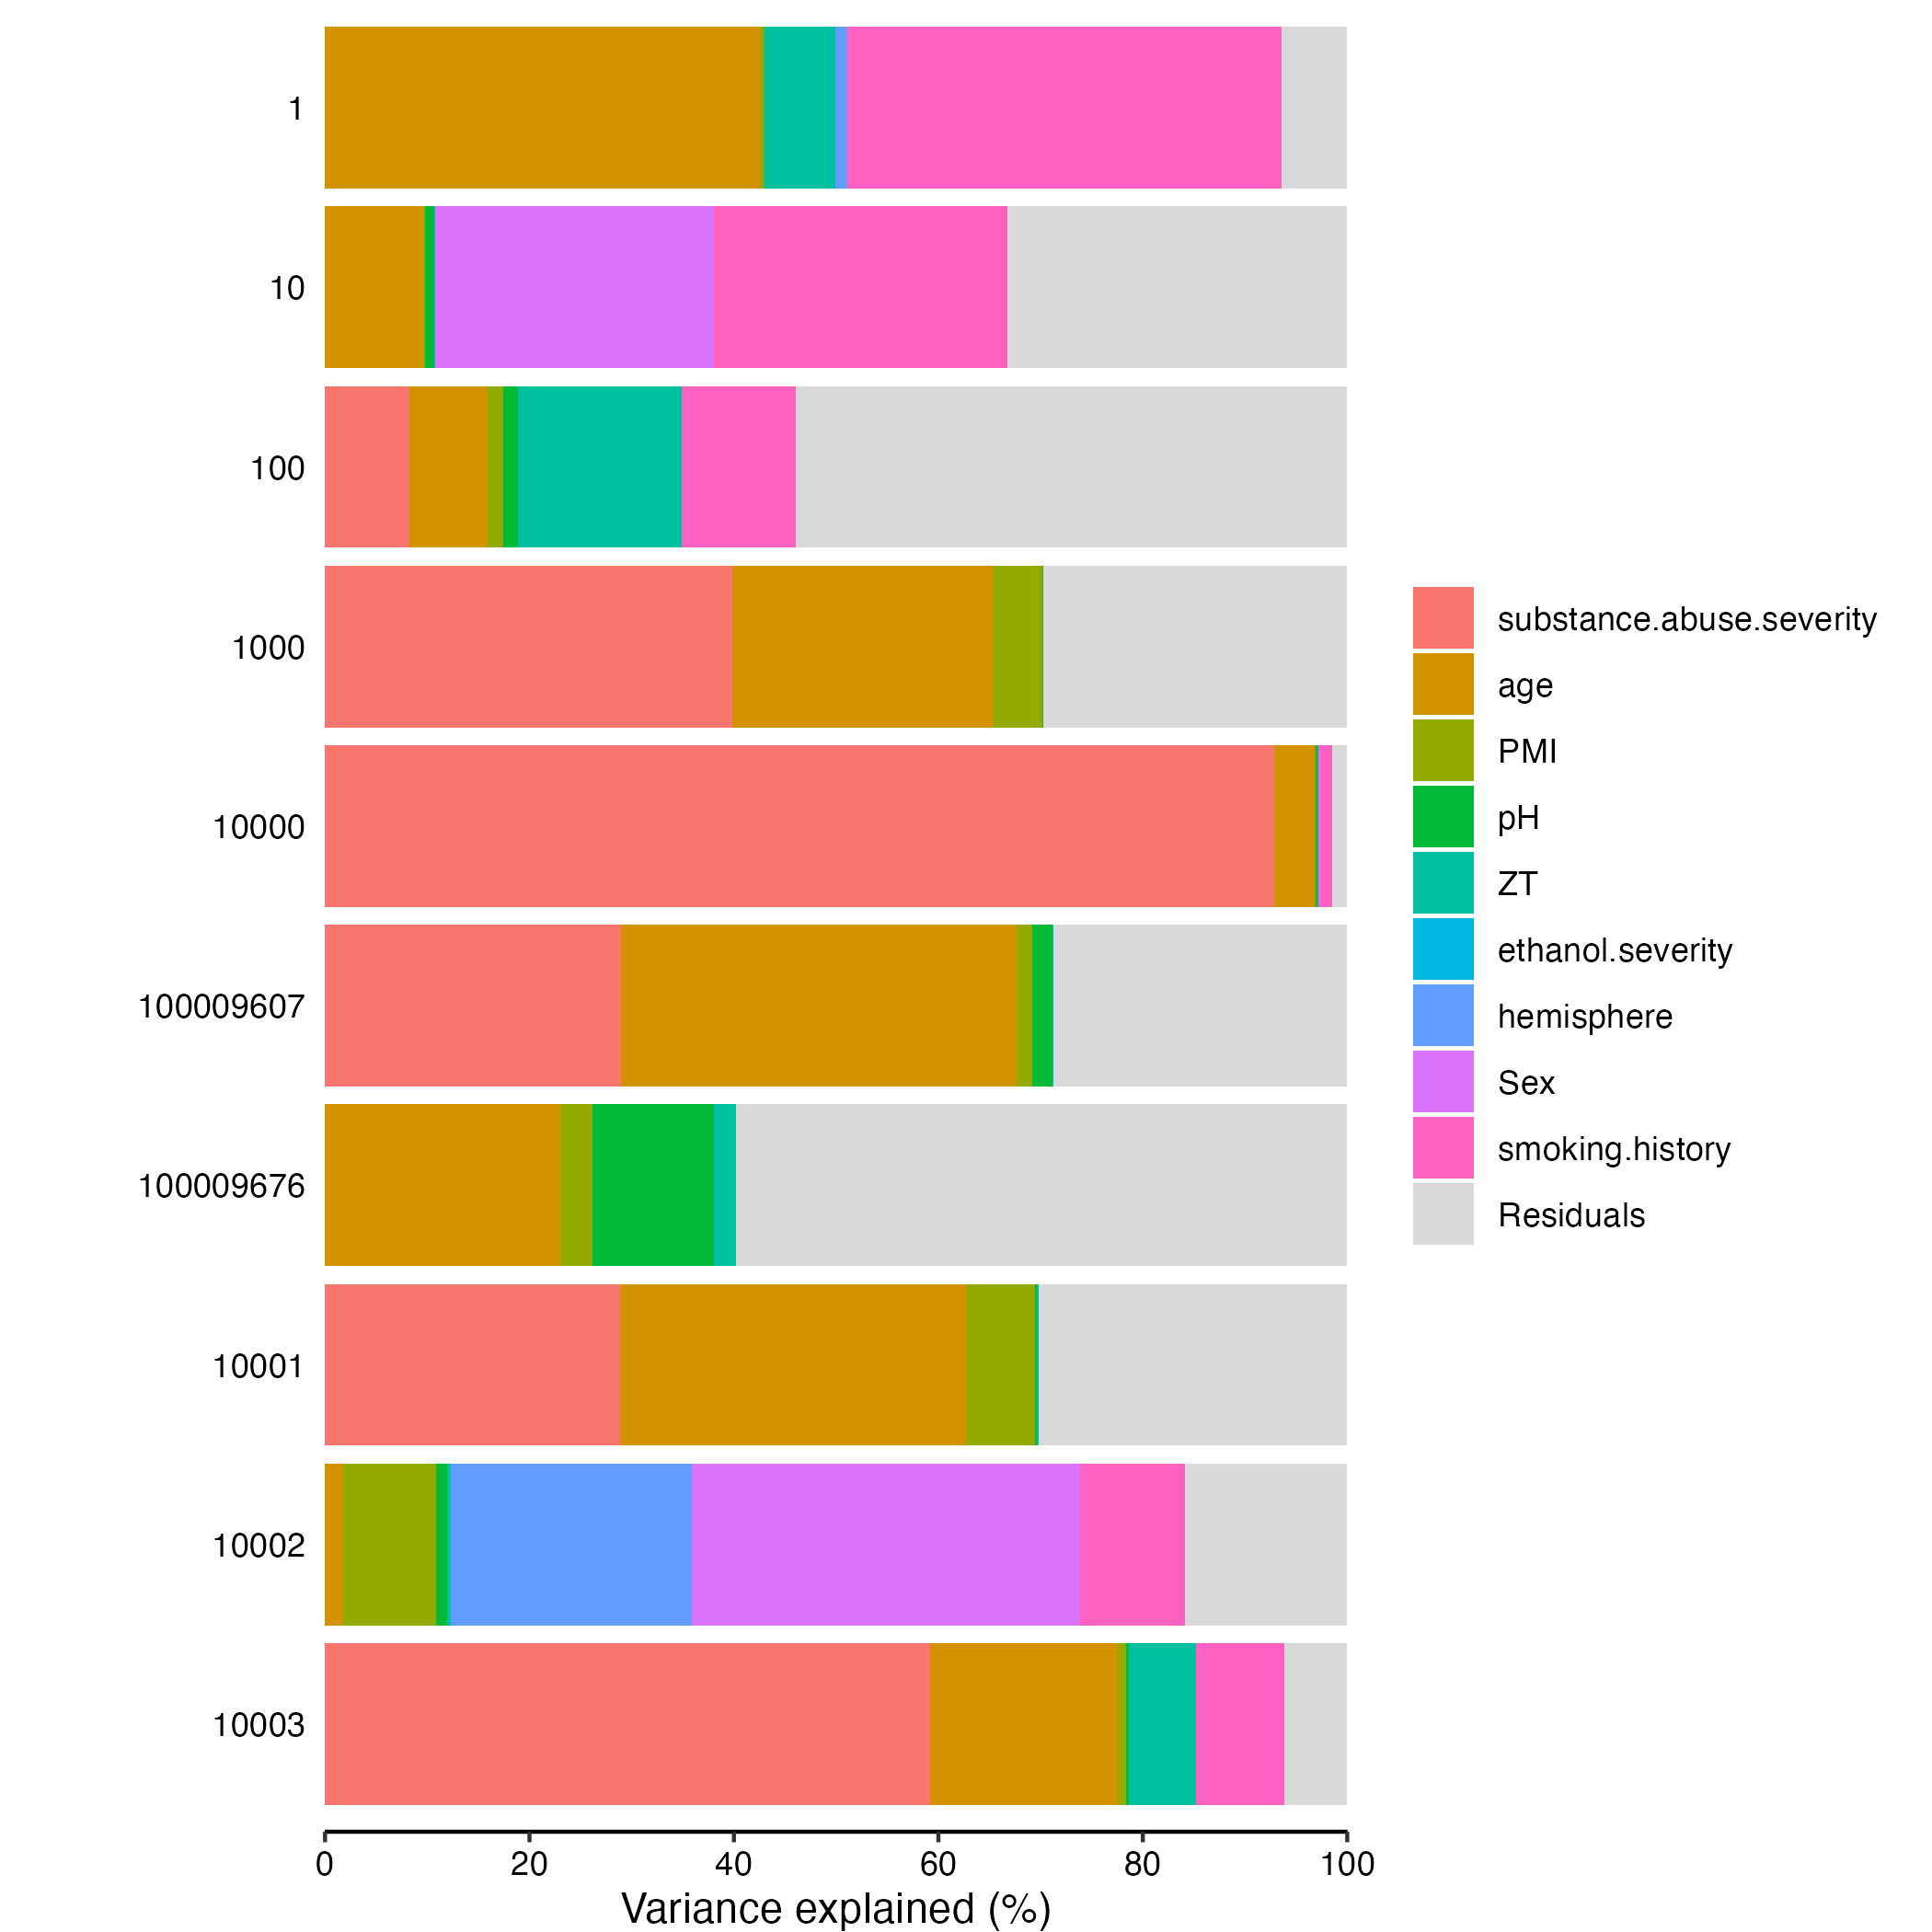 1
10
100
1000
10000
100009607
100009676
10001
10002
10003
0 20 40 60 80 100
Variance explained (%)
substance.abuse.severity
age
PMI
pH
ZT
ethanol.severity
hemisphere
Sex
smoking.history
Residuals